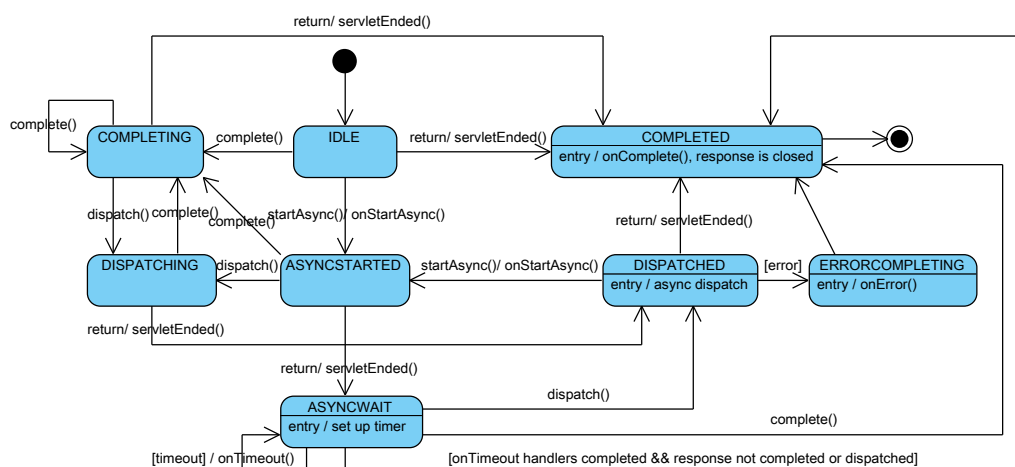 return/ servletEnded()
complete()
COMPLETING
complete()
IDLE
return/ servletEnded()
COMPLETED
entry / onComplete(), response is closed
dispatch()
complete()
complete()
startAsync()/ onStartAsync()
return/ servletEnded()
DISPATCHING
dispatch()
ASYNCSTARTED
startAsync()/ onStartAsync()
DISPATCHED
entry / async dispatch
[error]
ERRORCOMPLETING
entry / onError()
return/ servletEnded()
return/ servletEnded()
dispatch()
ASYNCWAIT
entry / set up timer
complete()
[timeout] / onTimeout()
[onTimeout handlers completed && response not completed or dispatched]